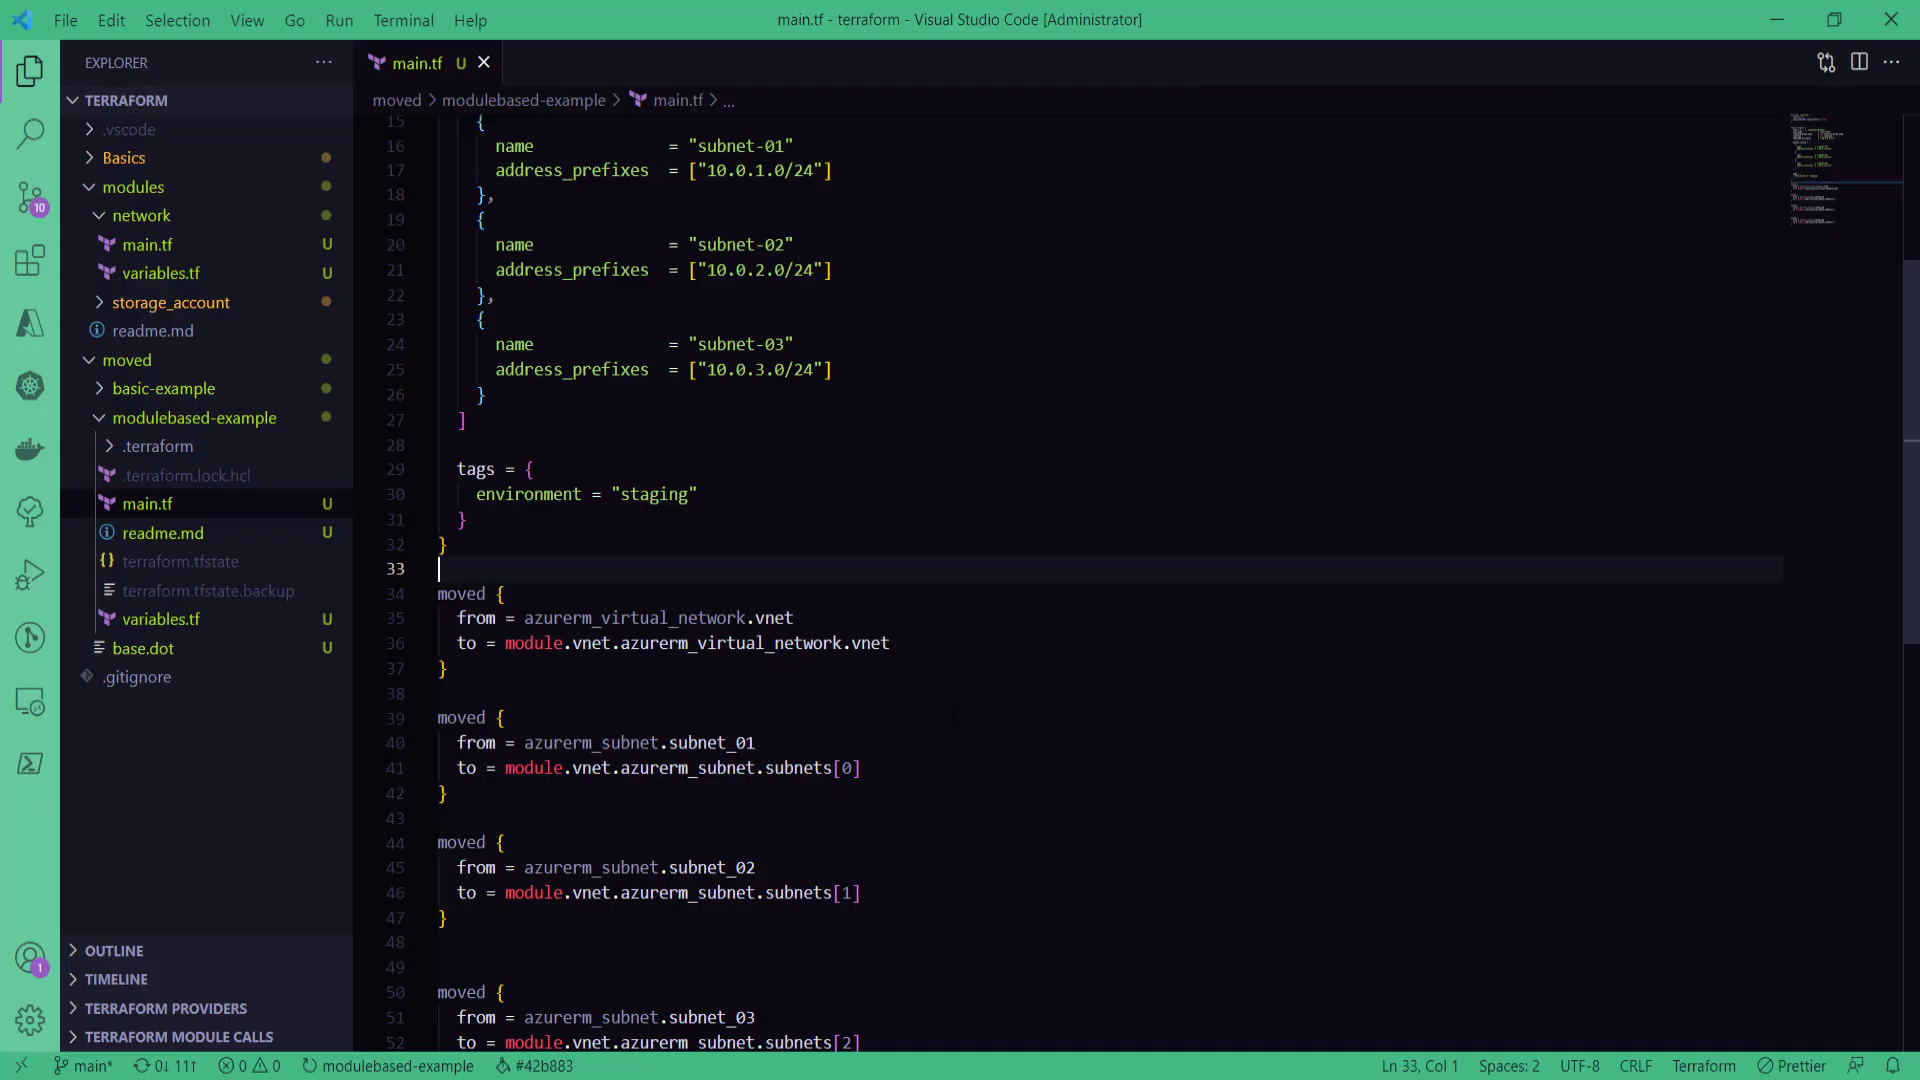 File Edit Selection View Go Run Terminal Help
main.tf - terraform - Visual Studio Code [Administrator]
EXPLORER
TERRAFORM
.vscode
Basics
modules
network
main.tf U
variables.tf U
storage_account
readme.md
moved
basic-example
modulebased-example
.terraform
.terraform.lock.hcl
main.tf U
readme.md U
terraform.tfstate
terraform.tfstate.backup
variables.tf U
base.dot U
.gitignore
OUTLINE
TIMELINE
TERRAFORM PROVIDERS
TERRAFORM MODULE CALLS
10
1
main.tf U
moved > modulebased-example > main.tf > ...
15 {
16 name = "subnet-01"
17 address_prefixes = ["10.0.1.0/24"]
18 },
19 {
20 name = "subnet-02"
21 address_prefixes = ["10.0.2.0/24"]
22 },
23 {
24 name = "subnet-03"
25 address_prefixes = ["10.0.3.0/24"]
26 }
27 ]
28
29 tags = {
30 environment = "staging"
31 }
32 }
33
34 moved {
35 from = azurerm_virtual_network.vnet
36 to = module.vnet.azurerm_virtual_network.vnet
37 }
38
39 moved {
40 from = azurerm_subnet.subnet_01
41 to = module.vnet.azurerm_subnet.subnets[0]
42 }
43
44 moved {
45 from = azurerm_subnet.subnet_02
46 to = module.vnet.azurerm_subnet.subnets[1]
47 }
48
49
50 moved {
51 from = azurerm_subnet.subnet_03
52 to = module.vnet.azurerm_subnet.subnets[2]
main* 0↓ 11↑ 0 0 modulebased-example #42b883
Ln 33, Col 1 Spaces: 2 UTF-8 CRLF Terraform Prettier